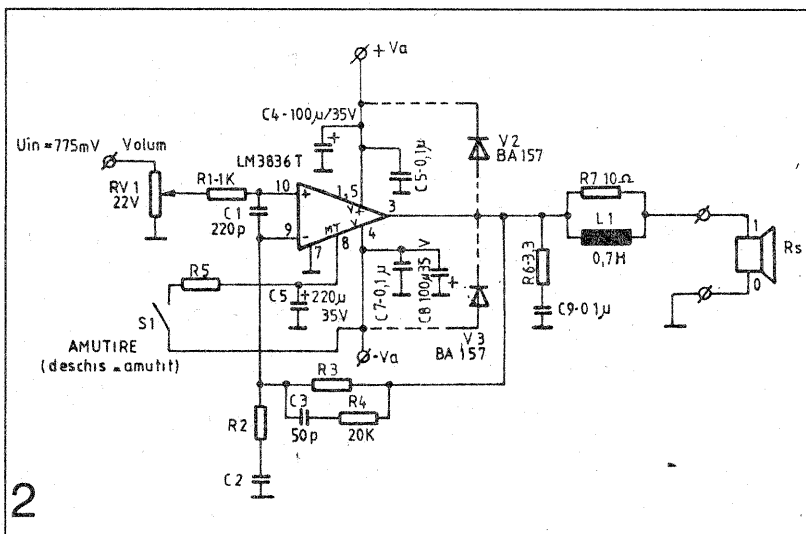 +Va
C4-100µ/35V
+
Uin=775mV
Volum
LM3836T
C5-0,1µ
V2
BA157
RV1
22V
R1-1K
10
+
1,5
V+
3
R7 10Ω
L1
0,7H
C1
220p
9
-
MT
V
4
7
8
R5
C5
+
220µ
35V
C7-0,1µ
C8 100µ35 V
+
R6-3,3
C9-0,1µ
1
Rs
0
S1
AMUTIRE
(deschis = amutit)
V3
BA157
-Va
R3
C3
50p
R4
20K
R2
C2
2